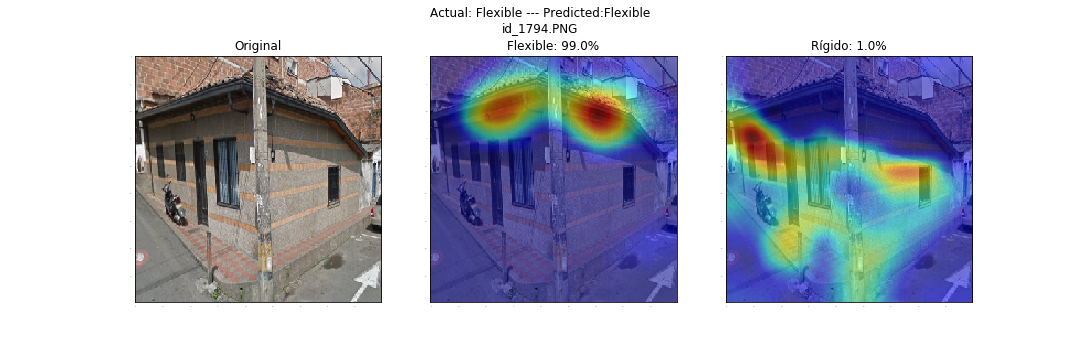 Actual: Flexible --- Predicted:Flexible
id_1794.PNG
Original
Flexible: 99.0%
Rígido: 1.0%